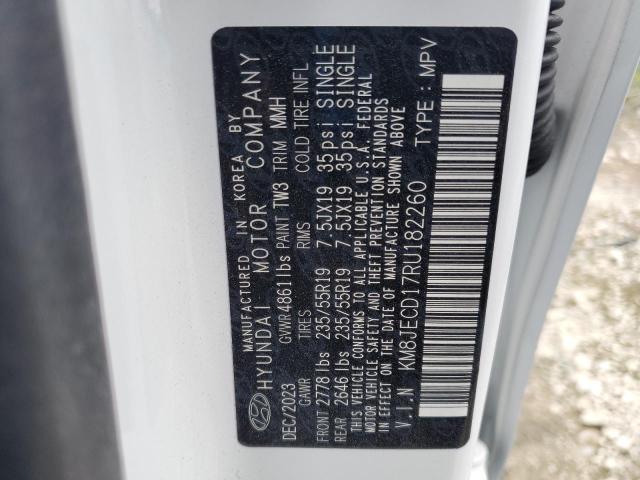 MANUFACTURED IN KOREA BY
HYUNDAI MOTOR COMPANY
DEC/2023 GVWR 4861lbs PAINT TW3 TRIM MMH
GAWR TIRES RIMS COLD TIRE INFL
FRONT 2778lbs 235/55R19 7.5JX19 35psi SINGLE
REAR 2646lbs 235/55R19 7.5JX19 35psi SINGLE
THIS VEHICLE CONFORMS TO ALL APPLICABLE U.S.A. FEDERAL
MOTOR VEHICLE SAFETY AND THEFT PREVENTION STANDARDS
IN EFFECT ON THE DATE OF MANUFACTURE SHOWN ABOVE
V.I.N KM8JECD17RU182260 TYPE : MPV